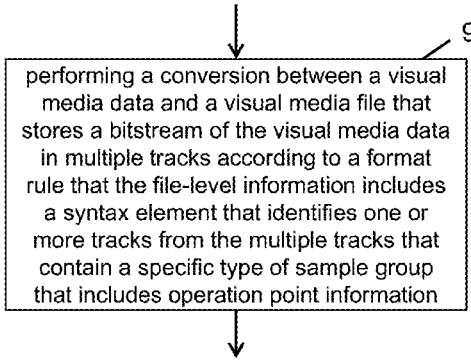 performing a conversion between a visual
media data and a visual media file that
stores a bitstream of the visual media data
in multiple tracks according to a format
rule that the file-level information includes
a syntax element that identifies one or
more tracks from the multiple tracks that
contain a specific type of sample group
that includes operation point information